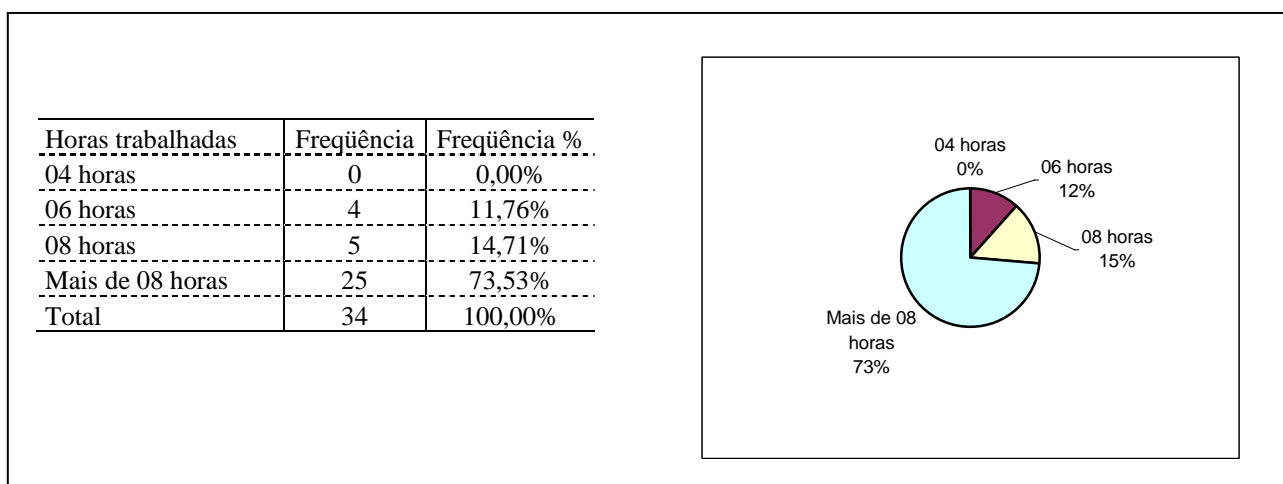 Horas trabalhadas Freqüência Freqüência %
04 horas 0 0,00%
06 horas 4 11,76%
08 horas 5 14,71%
Mais de 08 horas 25 73,53%
Total 34 100,00%
04 horas
0%
06 horas
12%
08 horas
15%
Mais de 08
horas
73%